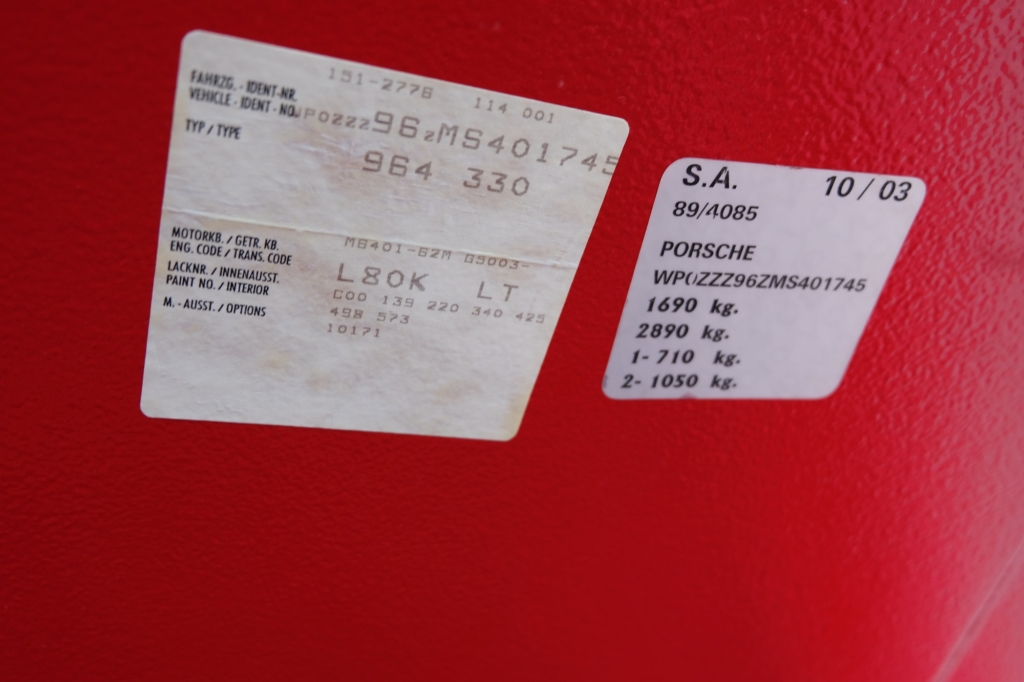 151-2778 114 001
FAHRZG. - IDENT-NR.
VEHICLE - IDENT - NO.
WP0ZZZ96ZMS401745
TYP / TYPE
964 330
MOTORKB. / GETR. KB.
ENG. CODE / TRANS. CODE
M6401-62M G5003-
LACKNR. / INNENAUSST.
PAINT NO. / INTERIOR
L80K LT
M. - AUSST. / OPTIONS
C00 139 220 340 425
498 573
10171
S.A. 10 / 03
89/4085
PORSCHE
WP0ZZZ96ZMS401745
1690 kg.
2890 kg.
1- 710 kg.
2- 1050 kg.